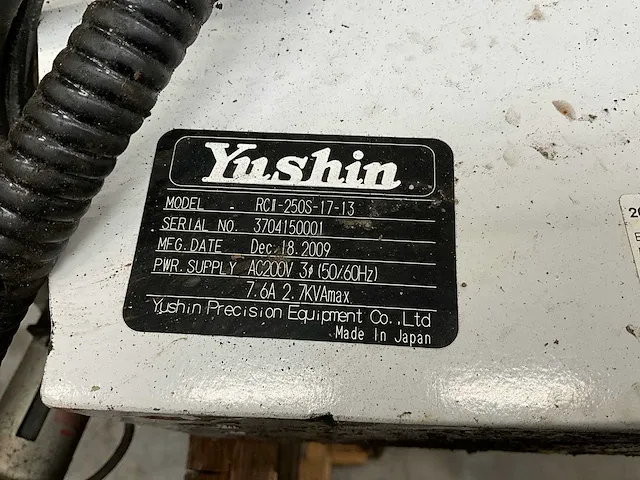 Yushin
MODEL - RCⅡ-250S-17-13
SERIAL NO. 3704150001
MFG.DATE Dec.18.2009
PWR.SUPPLY AC200V 3φ(50/60Hz)
7.6A 2.7KVAmax.
Yushin Precision Equipment Co.,Ltd
Made In Japan
20
E